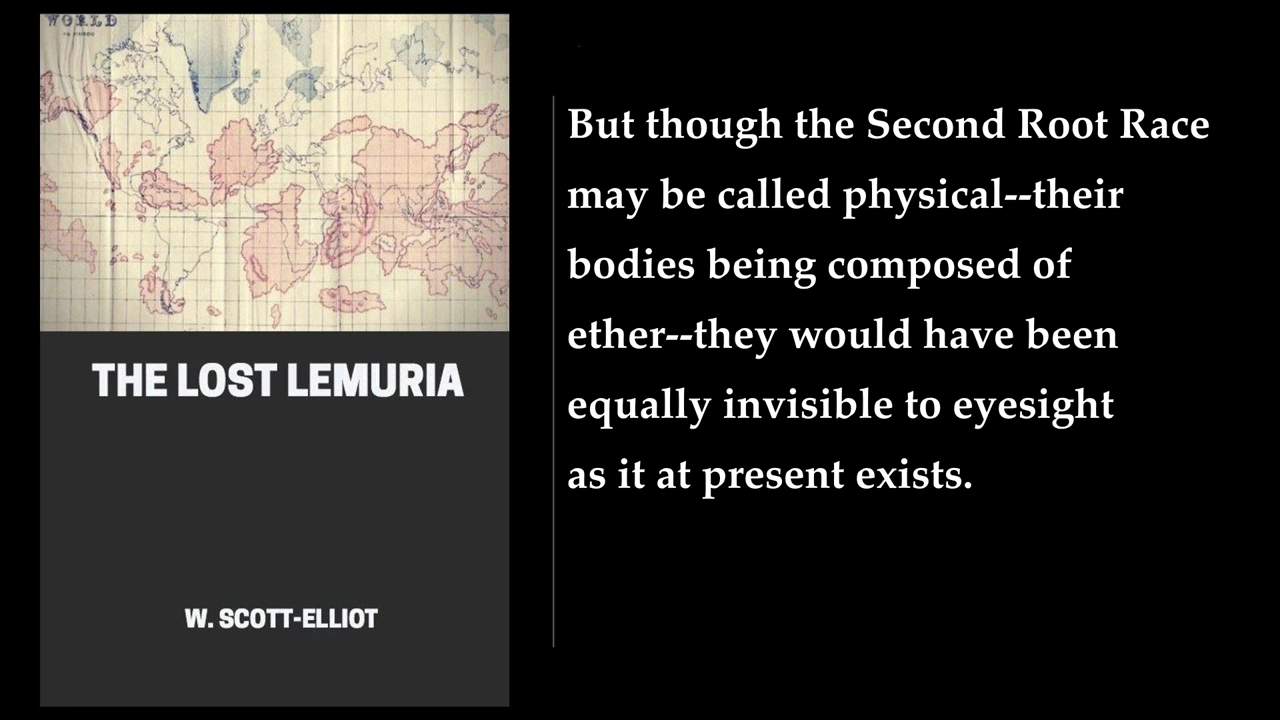 WORLD
THE LOST LEMURIA
W. SCOTT-ELLIOT
But though the Second Root Race
may be called physical--their
bodies being composed of
ether--they would have been
equally invisible to eyesight
as it at present exists.